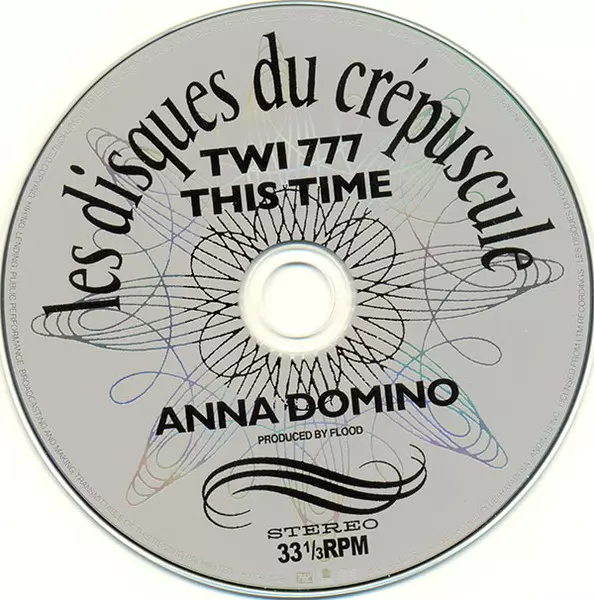 les disques du crépuscule
TWI 777
THIS TIME
ANNA DOMINO
PRODUCED BY FLOOD
STEREO
33 1/3 RPM